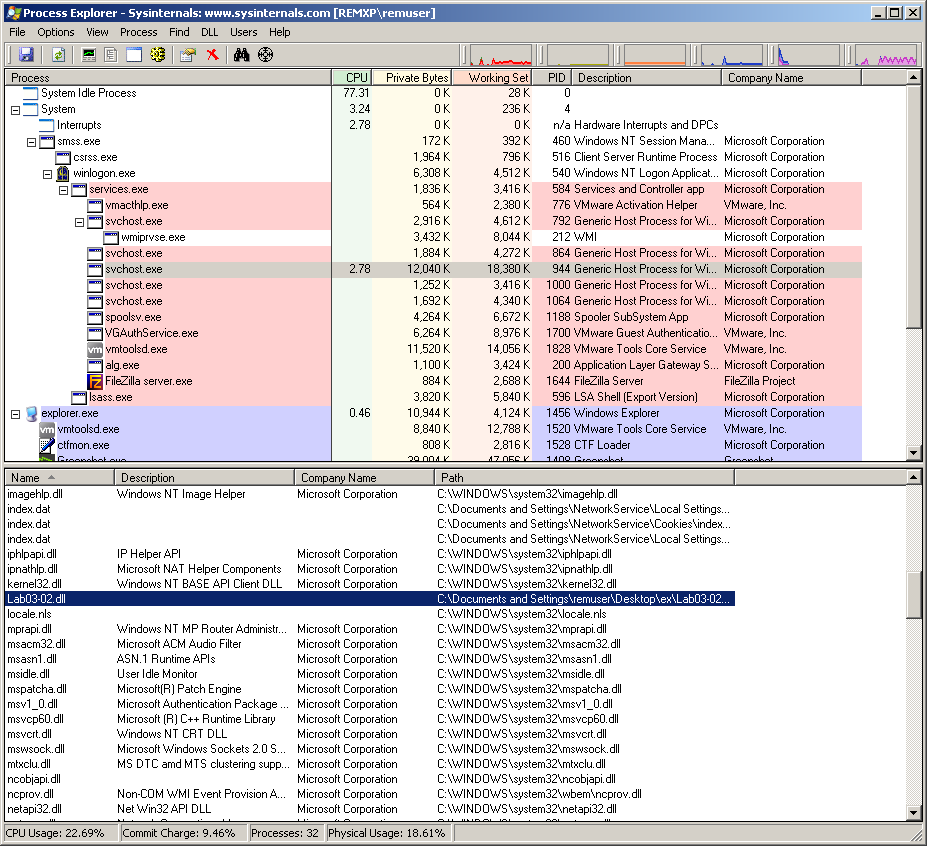 Process Explorer - Sysinternals: www.sysinternals.com [REMXP\remuser]
File Options View Process Find DLL Users Help
Process CPU Private Bytes Working Set PID Description Company Name
System Idle Process 77.31 0 K 28 K 0
System 3.24 0 K 236 K 4
Interrupts 2.78 0 K 0 K n/a Hardware Interrupts and DPCs
smss.exe 172 K 392 K 460 Windows NT Session Mana... Microsoft Corporation
csrss.exe 1,964 K 796 K 516 Client Server Runtime Process Microsoft Corporation
winlogon.exe 6,308 K 4,512 K 540 Windows NT Logon Applicat... Microsoft Corporation
services.exe 1,836 K 3,416 K 584 Services and Controller app Microsoft Corporation
vmacthlp.exe 564 K 2,380 K 776 VMware Activation Helper VMware, Inc.
svchost.exe 2,916 K 4,612 K 792 Generic Host Process for Wi... Microsoft Corporation
wmiprvse.exe 3,432 K 8,044 K 212 WMI Microsoft Corporation
svchost.exe 1,884 K 4,272 K 864 Generic Host Process for Wi... Microsoft Corporation
svchost.exe 2.78 12,040 K 18,380 K 944 Generic Host Process for Wi... Microsoft Corporation
svchost.exe 1,252 K 3,416 K 1000 Generic Host Process for Wi... Microsoft Corporation
svchost.exe 1,692 K 4,340 K 1064 Generic Host Process for Wi... Microsoft Corporation
spoolsv.exe 4,264 K 6,672 K 1188 Spooler SubSystem App Microsoft Corporation
VGAuthService.exe 6,264 K 8,976 K 1700 VMware Guest Authenticatio... VMware, Inc.
vmtoolsd.exe 11,520 K 14,056 K 1828 VMware Tools Core Service VMware, Inc.
alg.exe 1,100 K 3,424 K 200 Application Layer Gateway S... Microsoft Corporation
FileZilla server.exe 884 K 2,688 K 1644 FileZilla Server FileZilla Project
lsass.exe 3,820 K 5,840 K 596 LSA Shell (Export Version) Microsoft Corporation
explorer.exe 0.46 10,944 K 4,124 K 1456 Windows Explorer Microsoft Corporation
vmtoolsd.exe 8,840 K 12,788 K 1520 VMware Tools Core Service VMware, Inc.
ctfmon.exe 808 K 2,816 K 1528 CTF Loader Microsoft Corporation
Greenshot.exe 39,004 K 47,056 K 1408 Greenshot Greenshot
Name Description Company Name Path
imagehlp.dll Windows NT Image Helper Microsoft Corporation C:\WINDOWS\system32\imagehlp.dll
index.dat C:\Documents and Settings\NetworkService\Local Settings...
index.dat C:\Documents and Settings\NetworkService\Cookies\index...
index.dat C:\Documents and Settings\NetworkService\Local Settings...
iphlpapi.dll IP Helper API Microsoft Corporation C:\WINDOWS\system32\iphlpapi.dll
ipnathlp.dll Microsoft NAT Helper Components Microsoft Corporation C:\WINDOWS\system32\ipnathlp.dll
kernel32.dll Windows NT BASE API Client DLL Microsoft Corporation C:\WINDOWS\system32\kernel32.dll
Lab03-02.dll C:\Documents and Settings\remuser\Desktop\ex\Lab03-02...
locale.nls C:\WINDOWS\system32\locale.nls
mprapi.dll Windows NT MP Router Administr... Microsoft Corporation C:\WINDOWS\system32\mprapi.dll
msacm32.dll Microsoft ACM Audio Filter Microsoft Corporation C:\WINDOWS\system32\msacm32.dll
msasn1.dll ASN.1 Runtime APIs Microsoft Corporation C:\WINDOWS\system32\msasn1.dll
msidle.dll User Idle Monitor Microsoft Corporation C:\WINDOWS\system32\msidle.dll
mspatcha.dll Microsoft(R) Patch Engine Microsoft Corporation C:\WINDOWS\system32\mspatcha.dll
msv1_0.dll Microsoft Authentication Package ... Microsoft Corporation C:\WINDOWS\system32\msv1_0.dll
msvcp60.dll Microsoft (R) C++ Runtime Library Microsoft Corporation C:\WINDOWS\system32\msvcp60.dll
msvcrt.dll Windows NT CRT DLL Microsoft Corporation C:\WINDOWS\system32\msvcrt.dll
mswsock.dll Microsoft Windows Sockets 2.0 S... Microsoft Corporation C:\WINDOWS\system32\mswsock.dll
mtxclu.dll MS DTC amd MTS clustering supp... Microsoft Corporation C:\WINDOWS\system32\mtxclu.dll
ncobjapi.dll Microsoft Corporation C:\WINDOWS\system32\ncobjapi.dll
ncprov.dll Non-COM WMI Event Provision A... Microsoft Corporation C:\WINDOWS\system32\wbem\ncprov.dll
netapi32.dll Net Win32 API DLL Microsoft Corporation C:\WINDOWS\system32\netapi32.dll
CPU Usage: 22.69% Commit Charge: 9.46% Processes: 32 Physical Usage: 18.61%